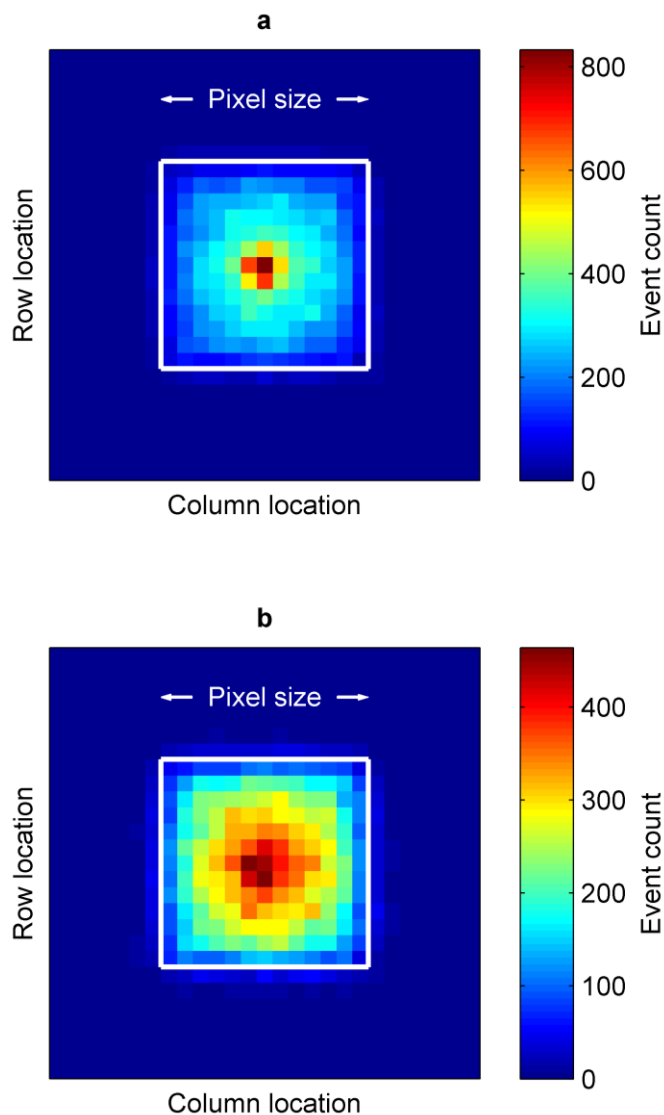 a
Pixel size
Row location
Column location
800
600
400
200
0
Event count
b
Pixel size
Row location
Column location
400
300
200
100
0
Event count